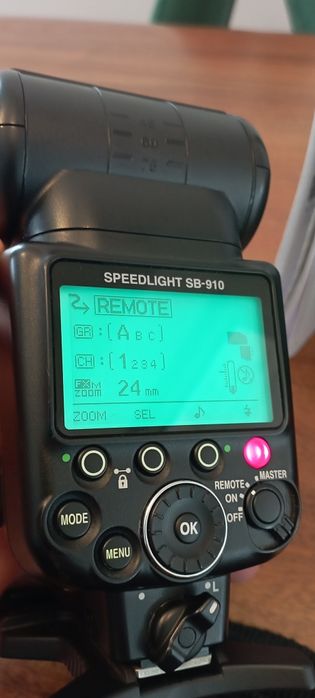 SPEEDLIGHT SB-910
REMOTE
GR : [ A B C ]
CH : [ 1 2 3 4 ]
FX M
ZOOM 24 mm
ZOOM SEL
MODE
MENU
OK
REMOTE
MASTER
ON
OFF
L